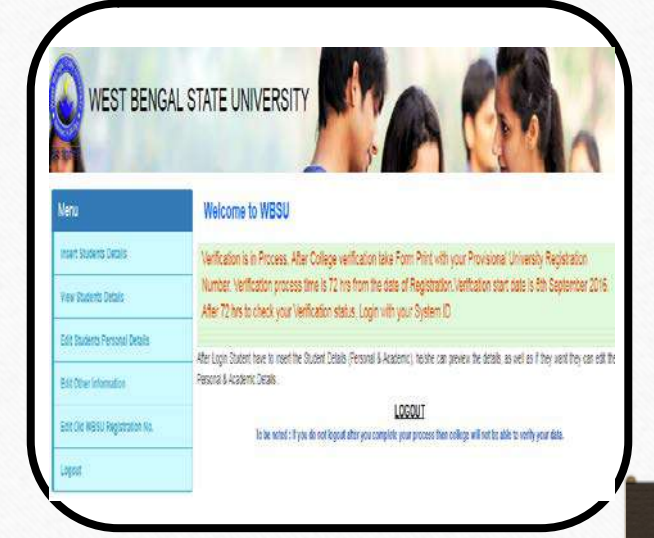 WEST BENGAL STATE UNIVERSITY
Menu
Insert Students Details
View Students Details
Edit Students Personal Details
Edit Other Information
Edit Old WBSU Registration No.
Logout
Welcome to WBSU
Verification is in Process. After College verification take Form Print with your Provisional University Registration
Number. Verification process time is 72 hrs from the date of Registration.Verification start date is 8th September 2016.
After 72 hrs to check your Verification status, Login with your System ID
After Login Student have to insert the Student Details (Personal & Academic), he/she can preview the details, as well as if they want they can edit the
Personal & Academic Details.
LOGOUT
To be noted : If you do not logout after you complete your process then college will not be able to verify your data.